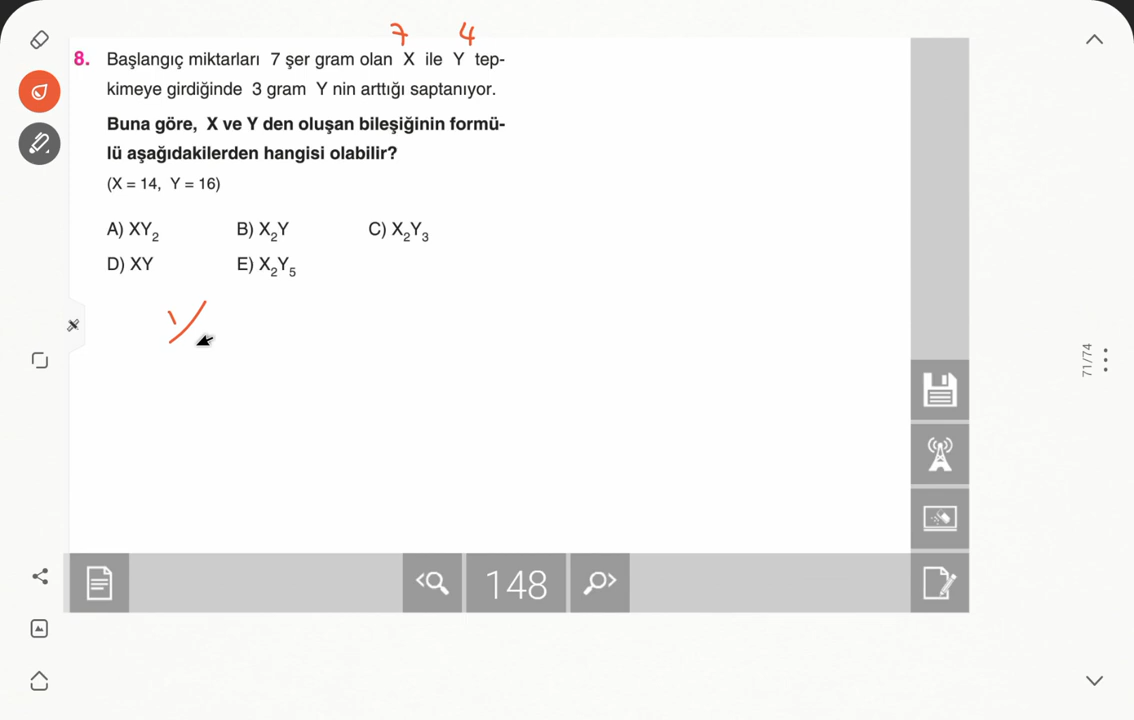 7 4
8. Başlangıç miktarları 7 şer gram olan X ile Y tep-
kimeye girdiğinde 3 gram Y nin arttığı saptanıyor.
Buna göre, X ve Y den oluşan bileşiğinin formü-
lü aşağıdakilerden hangisi olabilir?
(X = 14, Y = 16)
A) XY₂ B) X₂Y C) X₂Y₃
D) XY E) X₂Y₅
148
71/74